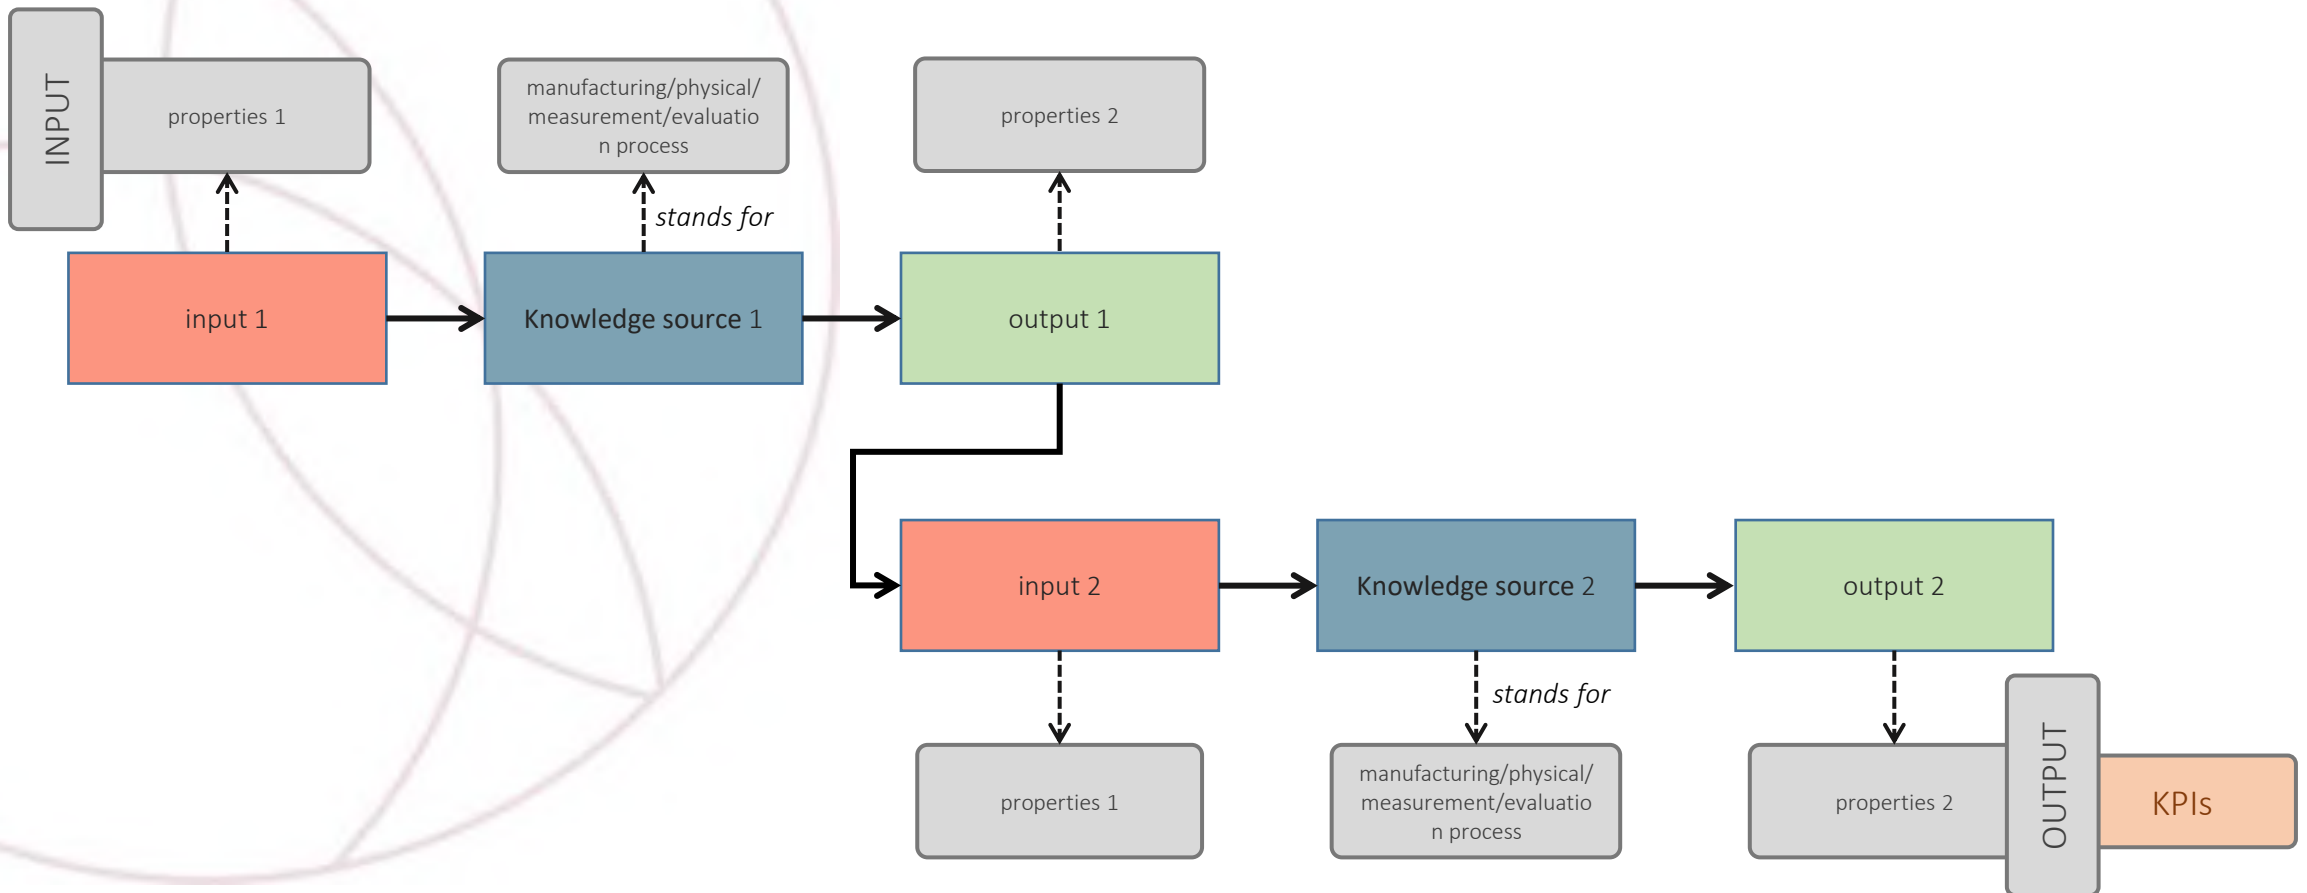 INPUT
properties 1
manufacturing/physical/
measurement/evaluatio
n process
properties 2
stands for
input 1
Knowledge source 1
output 1
input 2
Knowledge source 2
output 2
stands for
properties 1
manufacturing/physical/
measurement/evaluatio
n process
properties 2
OUTPUT
KPIs